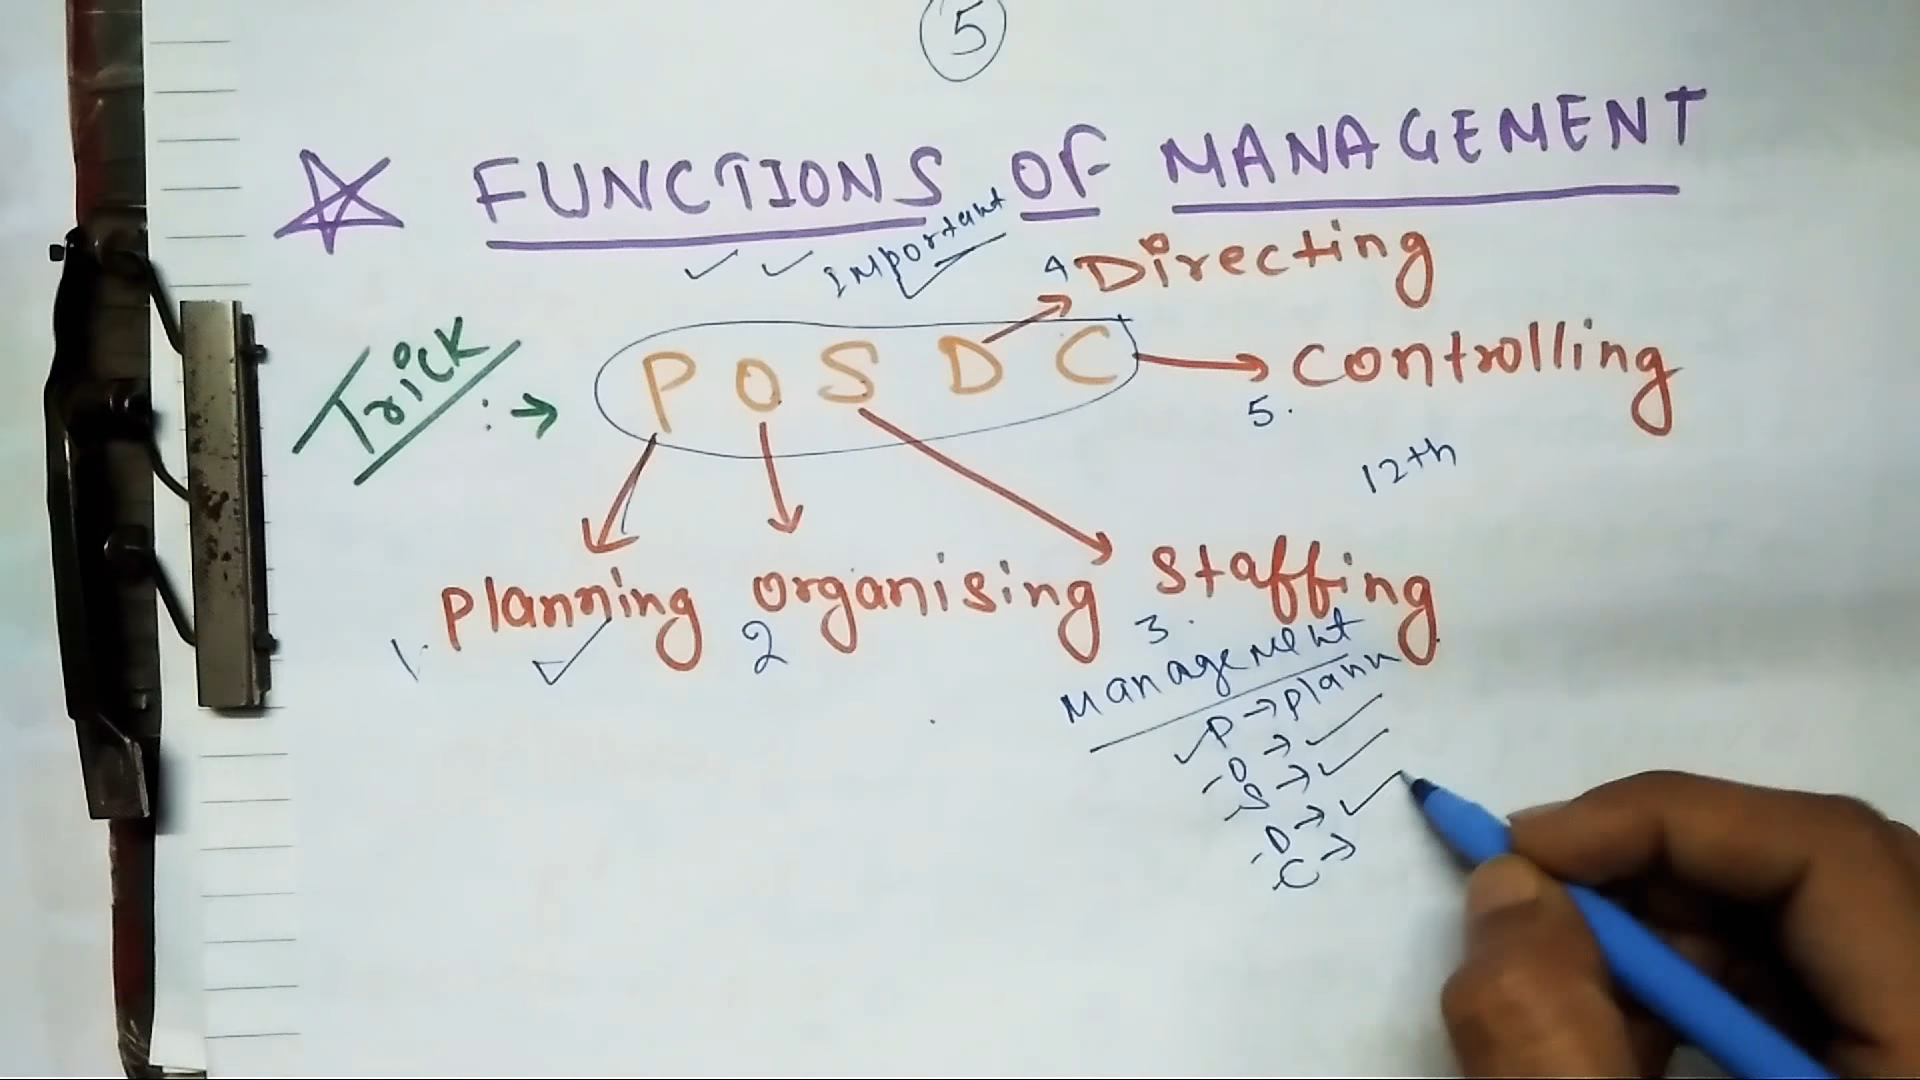 5
FUNCTIONS OF MANAGEMENT
Important
4 Directing
Trick :→ P O S D C
controlling
5.
12th
1. planning organising staffing
2
3.
Management
P → plann
O →
S →
D →
C →